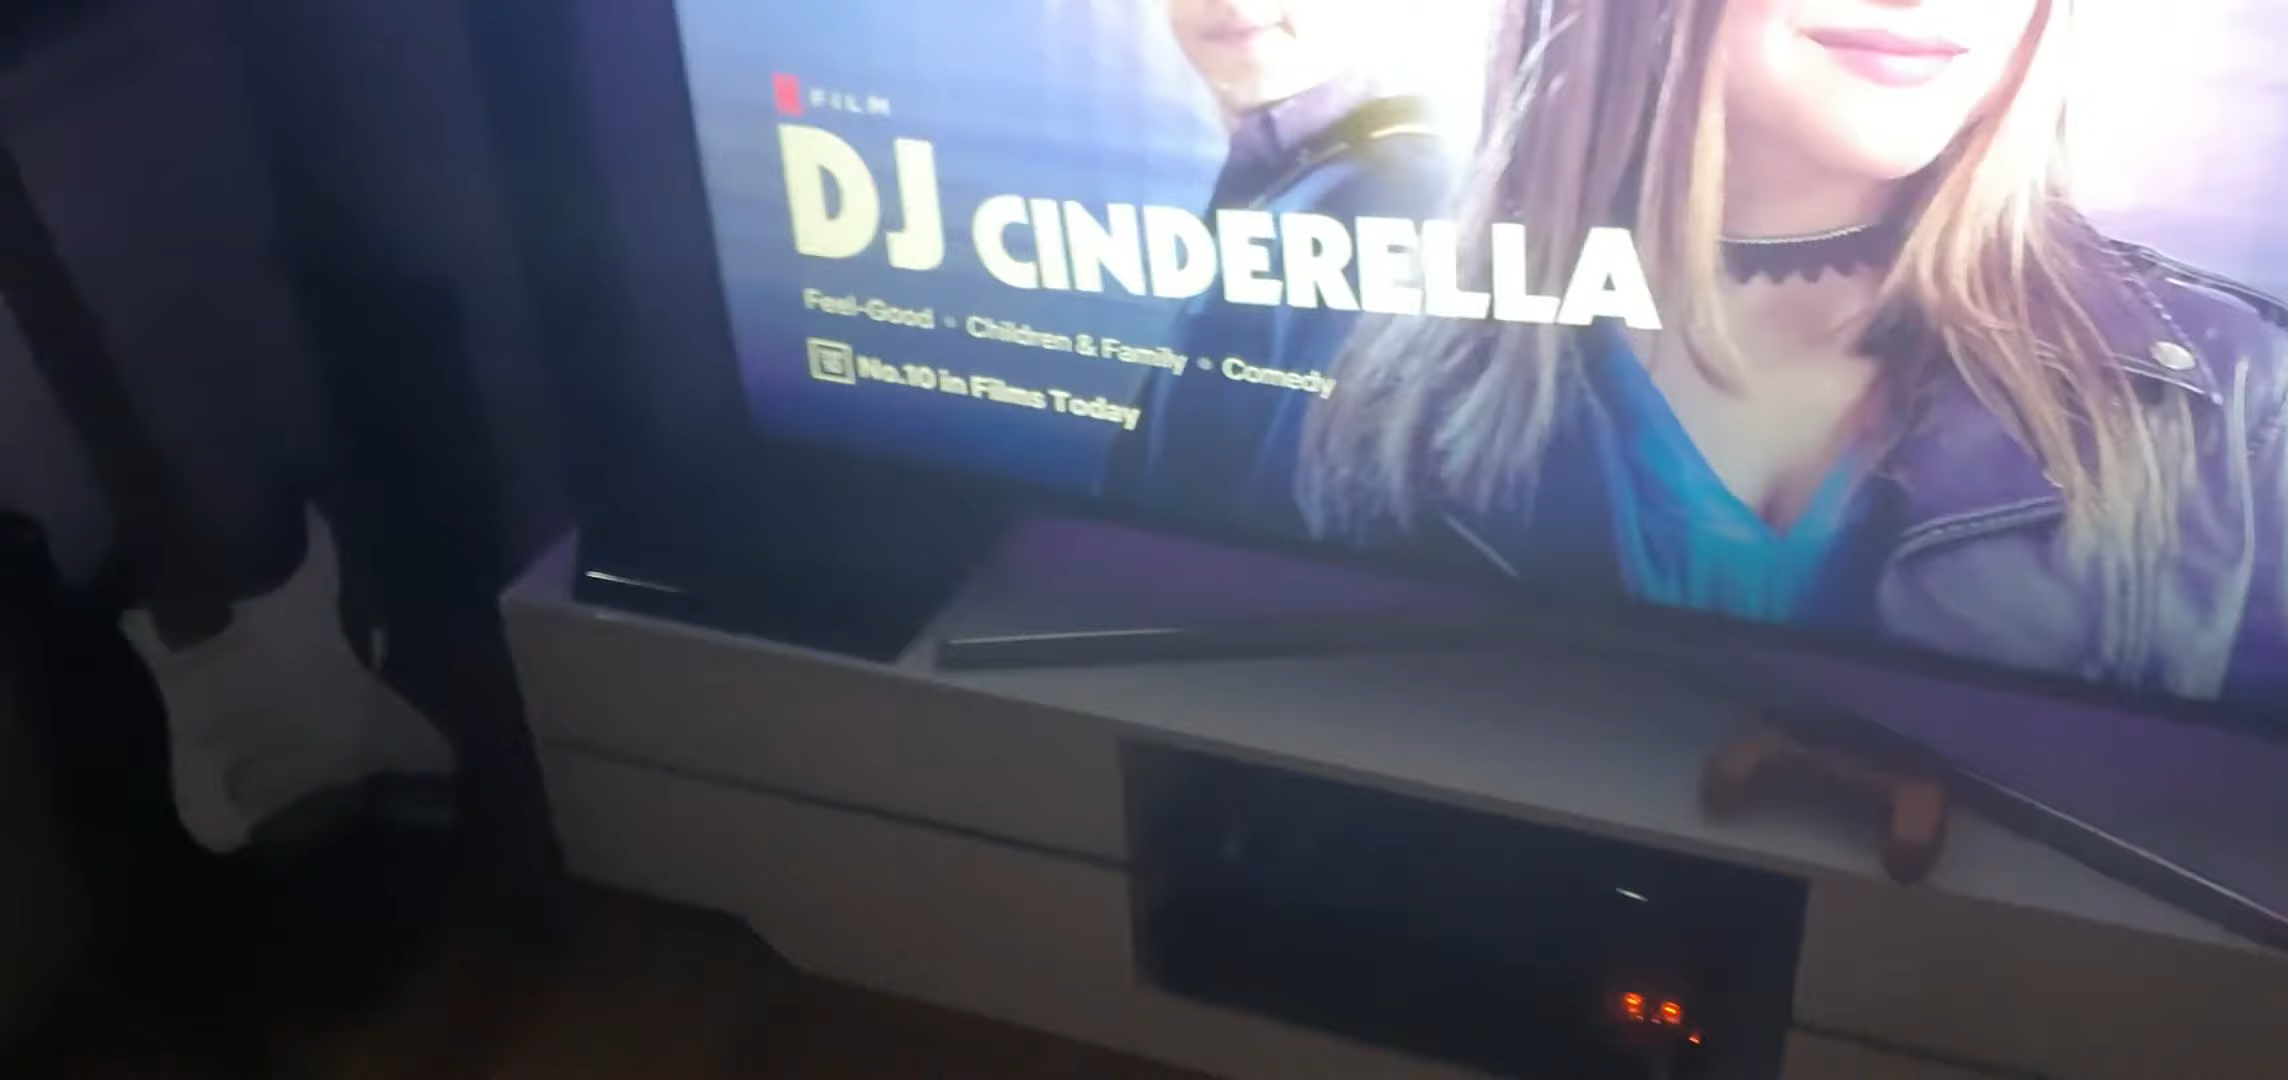 FILM
DJ CINDERELLA
Feel-Good • Children & Family • Comedy
No.10 in Films Today